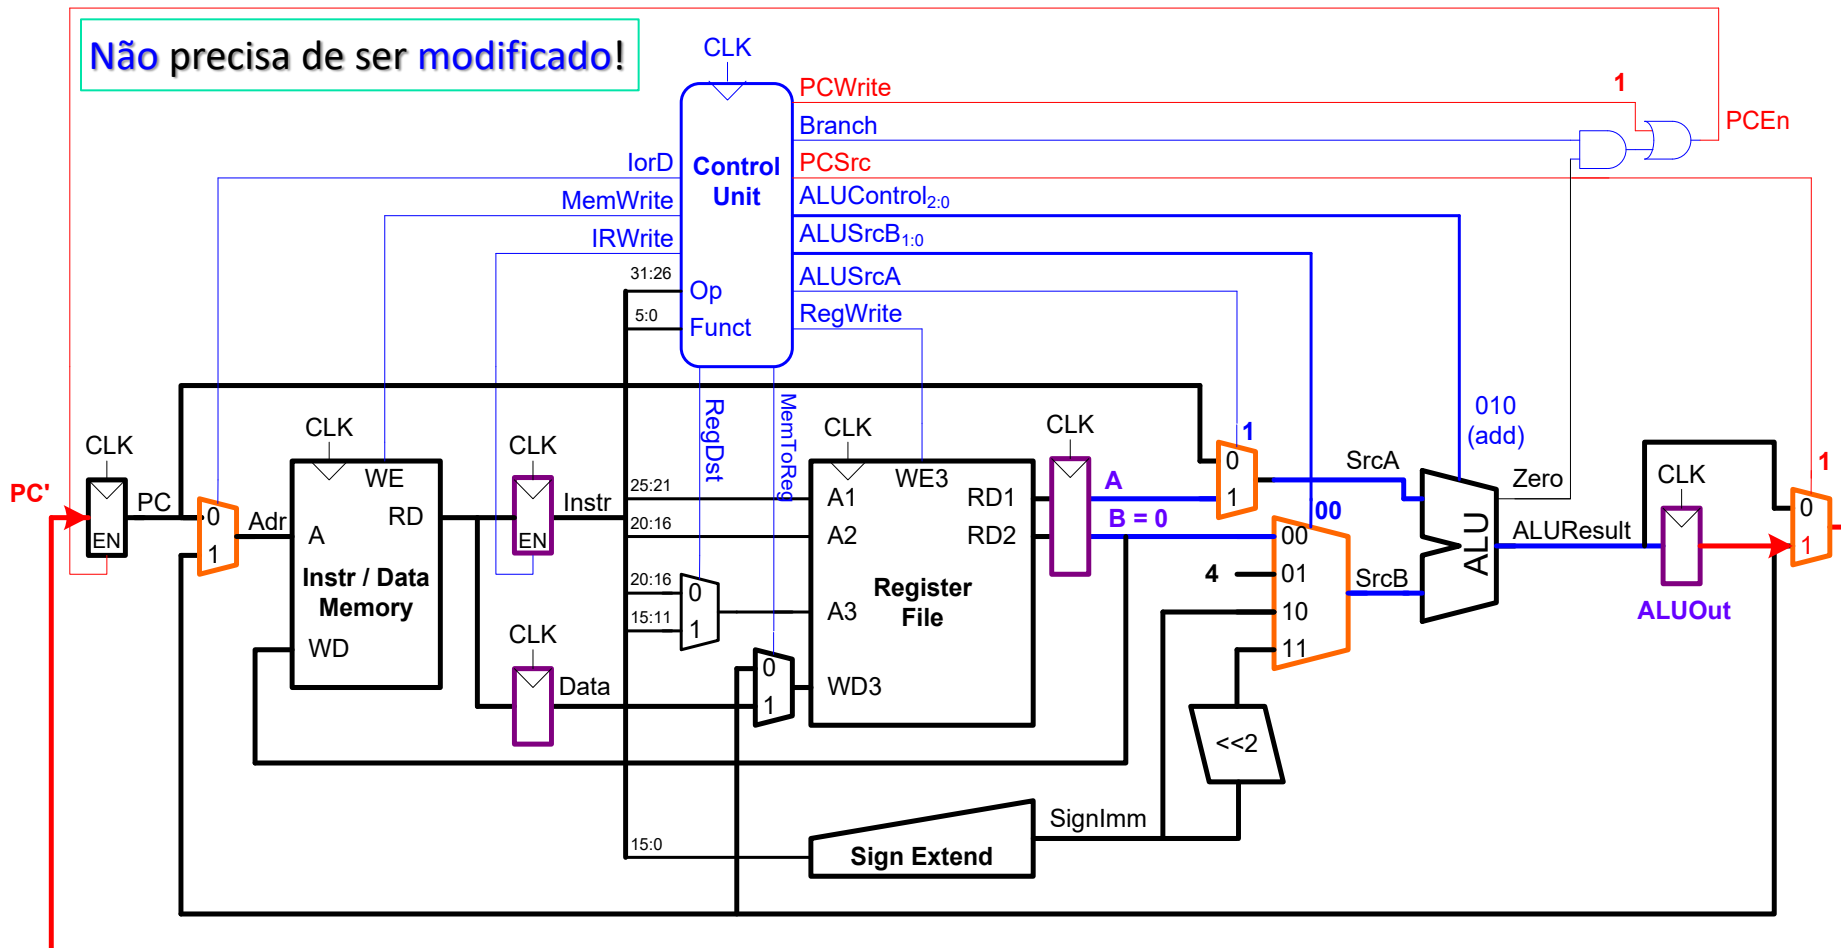 Não precisa de ser modificado!
CLK
PCWrite
1
Branch
PCEn
IorD
Control
Unit
PCSrc
MemWrite
ALUControl2:0
IRWrite
ALUSrcB1:0
31:26
Op
ALUSrcA
5:0
Funct
RegWrite
RegDst
MemToReg
010
(add)
CLK
CLK
CLK
CLK
CLK
1
SrcA
CLK
1
PC'
PC
EN
0
1
Adr
WE
A
RD
Instr / Data
Memory
WD
EN
Instr
25:21
20:16
A1
A2
WE3
RD1
RD2
A
B = 0
0
1
00
00
4
01
10
11
SrcB
ALU
Zero
ALUResult
ALUOut
0
1
20:16
15:11
0
1
A3
Register
File
CLK
Data
0
1
WD3
<<2
SignImm
15:0
Sign Extend